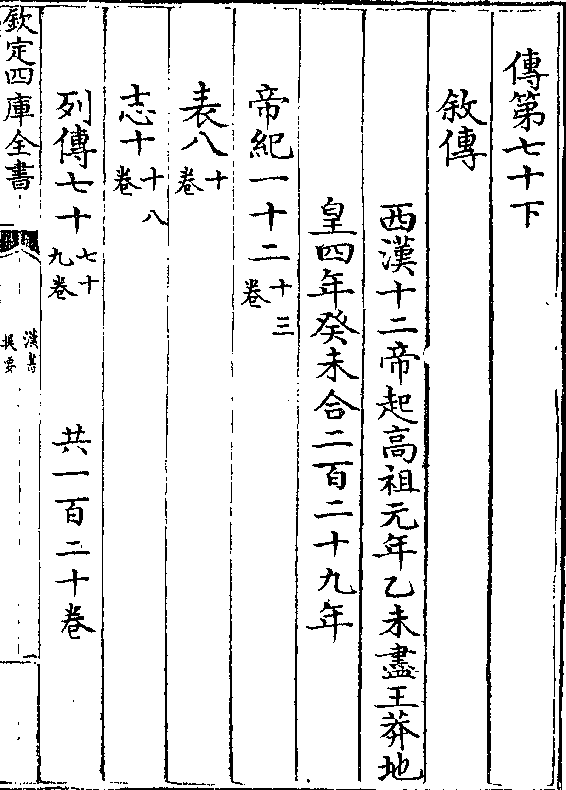 傳第七十下
敘傳
西漢十二帝起高祖元年乙未盡王莽地
皇四年癸未合二百二十九年
帝紀一十二十三卷
表八十卷
志十十八卷
列傳七十七十九卷 共一百二十卷
欽定四庫全書
漢書
提要